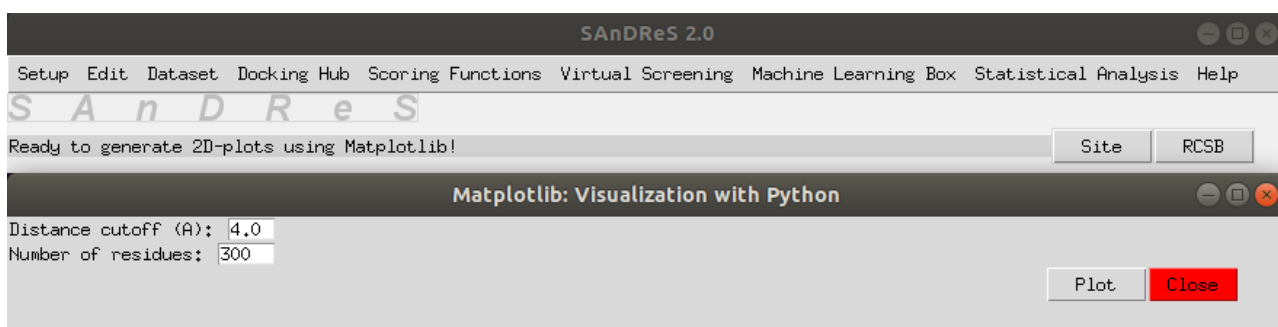 SAnDReS 2.0
Setup Edit Dataset Docking Hub Scoring Functions Virtual Screening Machine Learning Box Statistical Analysis Help
S A n D R e S
Ready to generate 2D-plots using Matplotlib! Site RCSB
Matplotlib: Visualization with Python
Distance cutoff (A): 4.0
Number of residues: 300
Plot Close